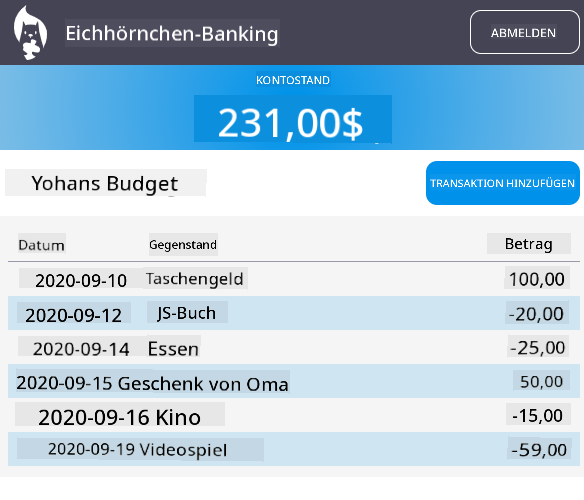 Eichhörnchen-Banking
ABMELDEN
KONTOSTAND
231,00$
Yohans Budget
TRANSAKTION HINZUFÜGEN
Datum Gegenstand Betrag
2020-09-10 Taschengeld 100,00
2020-09-12 JS-Buch -20,00
2020-09-14 Essen -25,00
2020-09-15 Geschenk von Oma 50,00
2020-09-16 Kino -15,00
2020-09-19 Videospiel -59,00